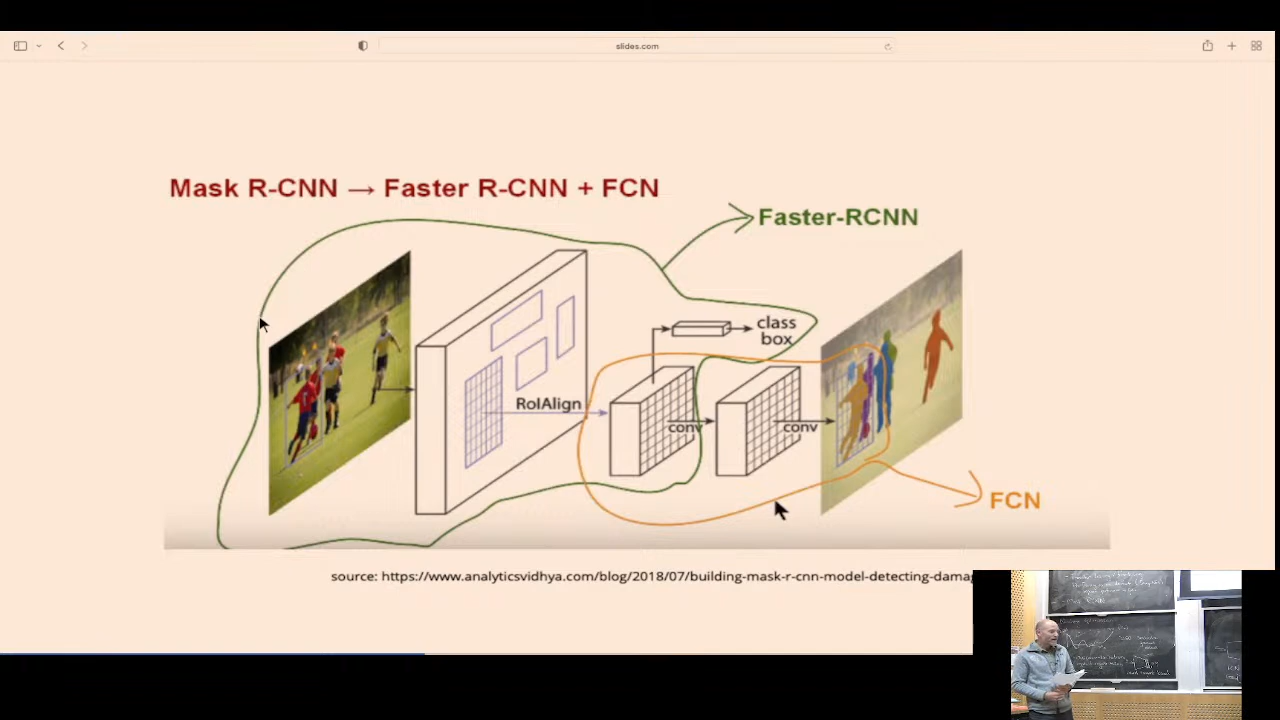 slides.com
Mask R-CNN → Faster R-CNN + FCN
Faster-RCNN
class
box
RoIAlign
conv
conv
FCN
source: https://www.analyticsvidhya.com/blog/2018/07/building-mask-r-cnn-model-detecting-damag